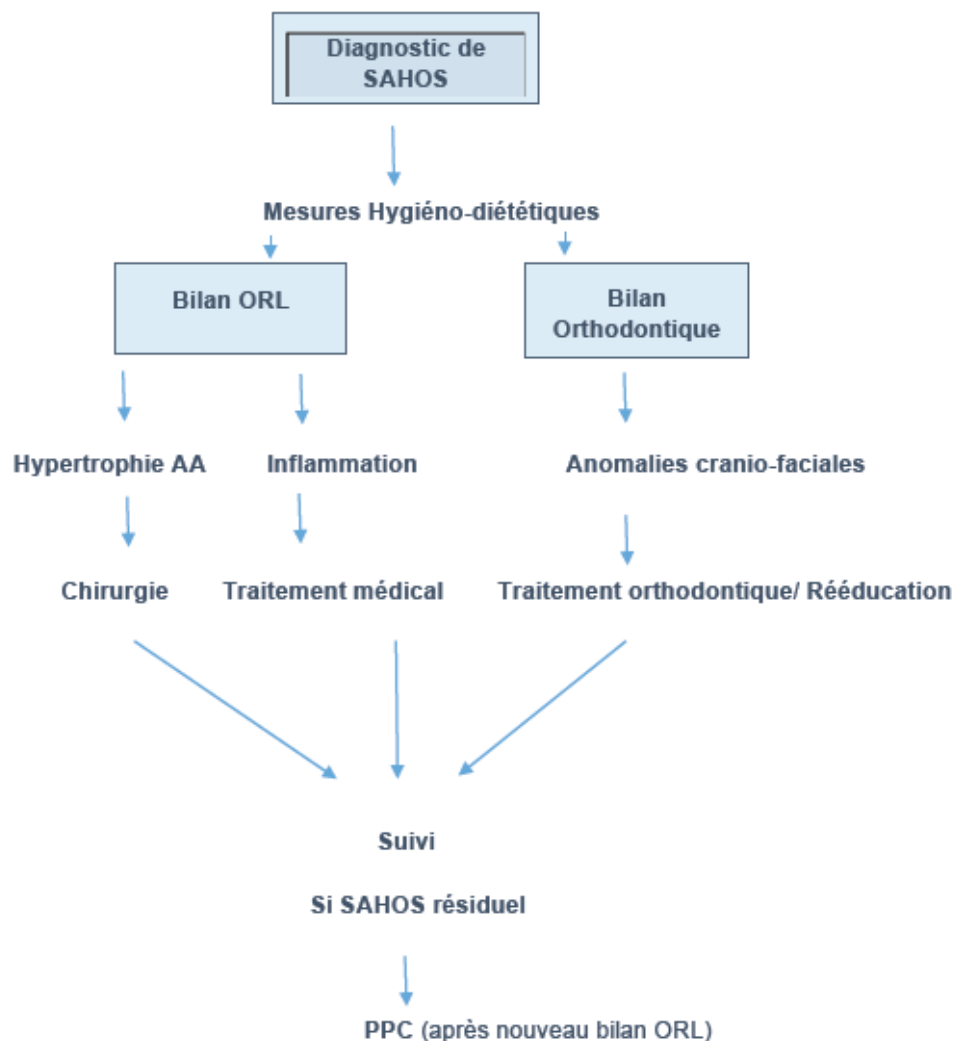 Diagnostic de
SAHOS
Mesures Hygiéno-diététiques
Bilan ORL
Bilan
Orthodontique
Hypertrophie AA
Inflammation
Anomalies cranio-faciales
Chirurgie
Traitement médical
Traitement orthodontique/ Rééducation
Suivi
Si SAHOS résiduel
PPC (après nouveau bilan ORL)